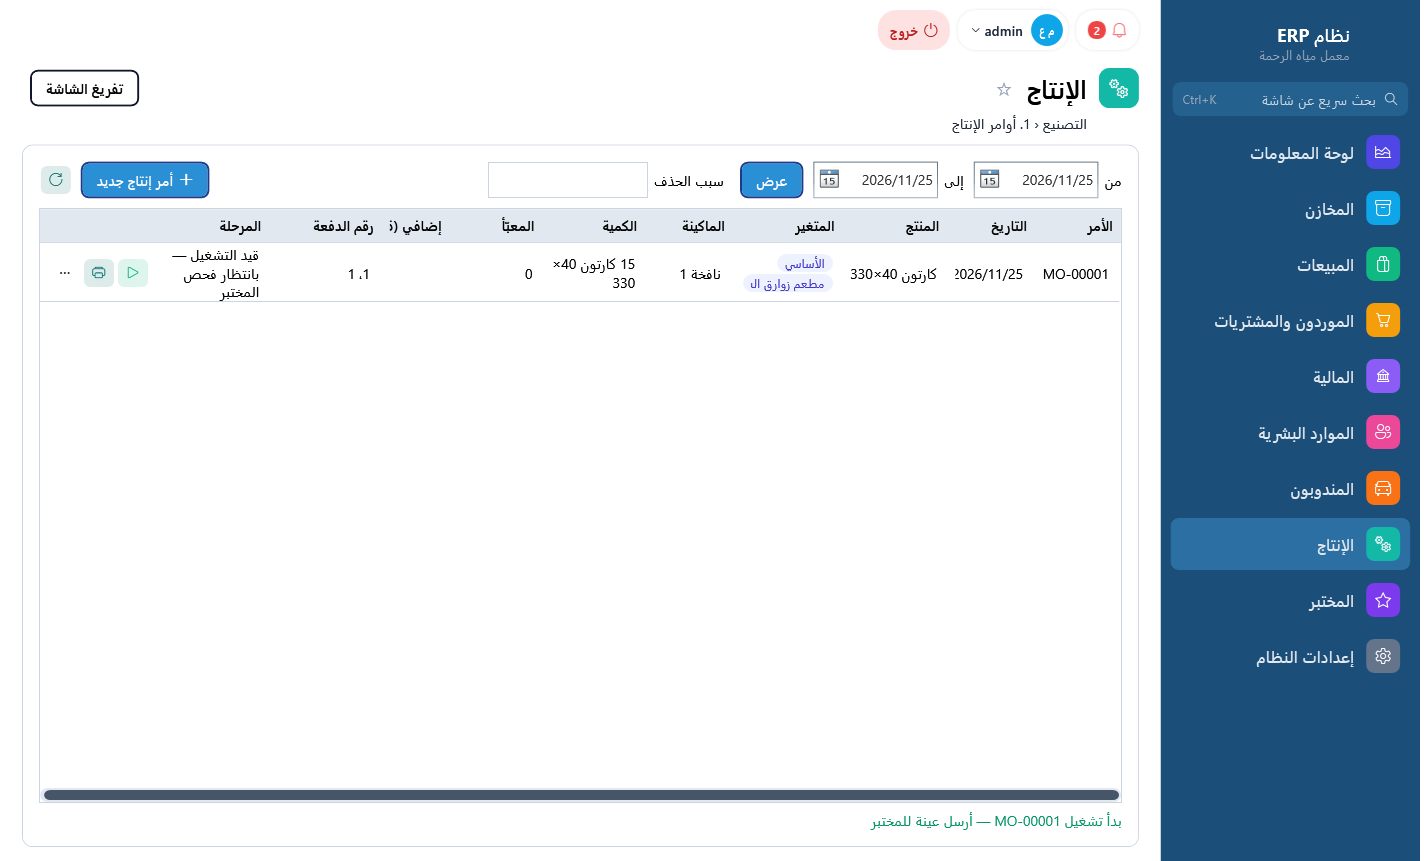 نظام ERP
معمل مياه الرحمة
بحث سريع عن شاشة Ctrl+K
لوحة المعلومات
المخازن
المبيعات
الموردون والمشتريات
المالية
الموارد البشرية
المندوبون
الإنتاج
المختبر
إعدادات النظام
2 م ع admin خروج
الإنتاج
التصنيع › 1. أوامر الإنتاج
تفريغ الشاشة
من 2026/11/25 15 إلى 2026/11/25 15 عرض سبب الحذف أمر إنتاج جديد
الأمر التاريخ المنتج المتغير الماكينة الكمية المعبّأ إضافي رقم الدفعة المرحلة
MO-00001 2026/11/25 كارتون 40×330
الأساسي
مطعم زوارق
نافخة 1
15 كارتون 40×
330
0
1، 1
قيد التشغيل —
بانتظار فحص
المختبر
...
بدأ تشغيل MO-00001 — أرسل عينة للمختبر